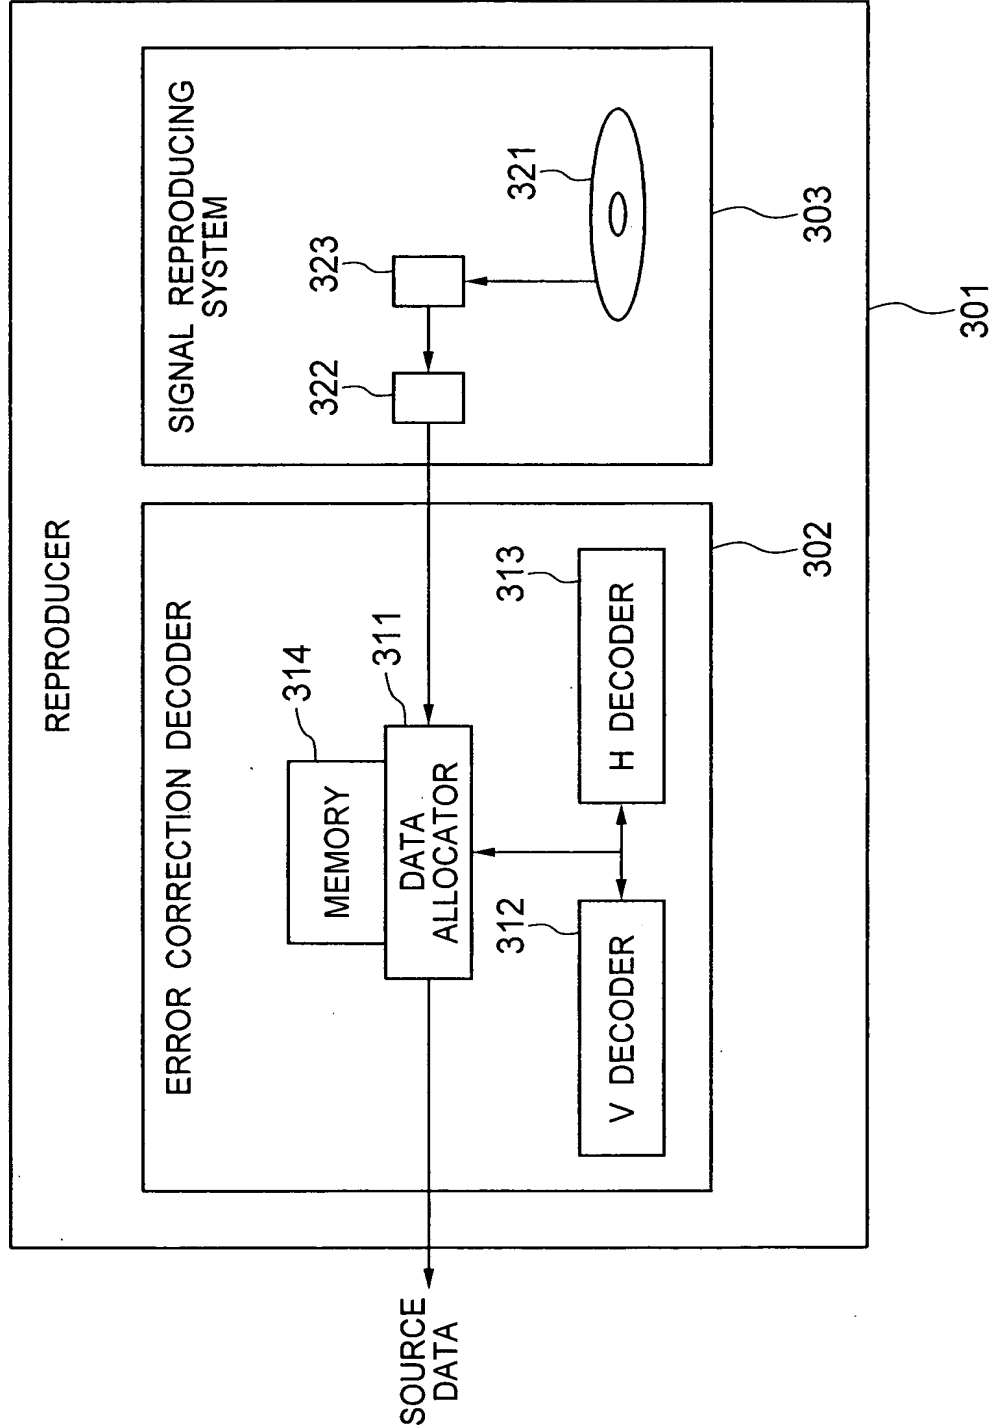 REPRODUCER
ERROR CORRECTION DECODER
SIGNAL REPRODUCING
SYSTEM
314
MEMORY
311
DATA
ALLOCATOR
322
323
321
312
V DECODER
313
H DECODER
SOURCE
DATA
302
303
301